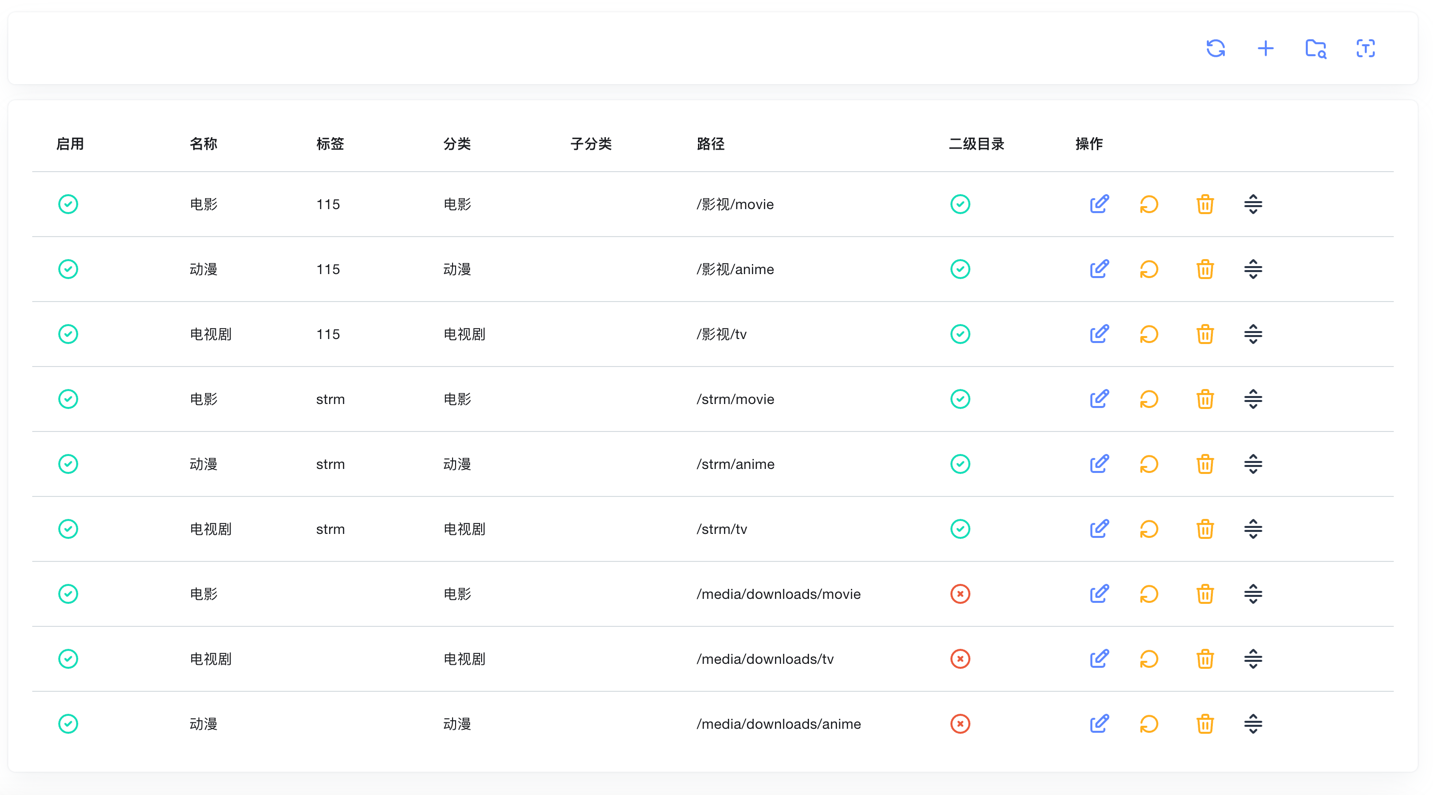 启用 名称 标签 分类 子分类 路径 二级目录 操作
电影 115 电影 /影视/movie
动漫 115 动漫 /影视/anime
电视剧 115 电视剧 /影视/tv
电影 strm 电影 /strm/movie
动漫 strm 动漫 /strm/anime
电视剧 strm 电视剧 /strm/tv
电影 电影 /media/downloads/movie
电视剧 电视剧 /media/downloads/tv
动漫 动漫 /media/downloads/anime